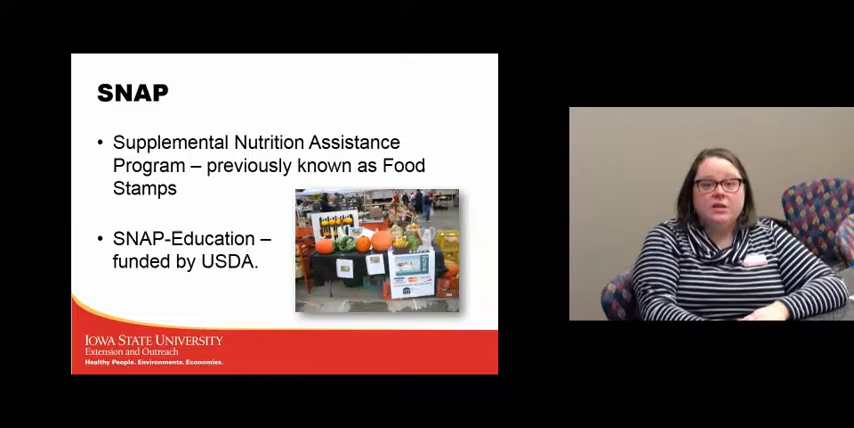 SNAP
• Supplemental Nutrition Assistance
Program – previously known as Food
Stamps
• SNAP-Education –
funded by USDA.
IOWA STATE UNIVERSITY
Extension and Outreach
Healthy People. Environments. Economies.